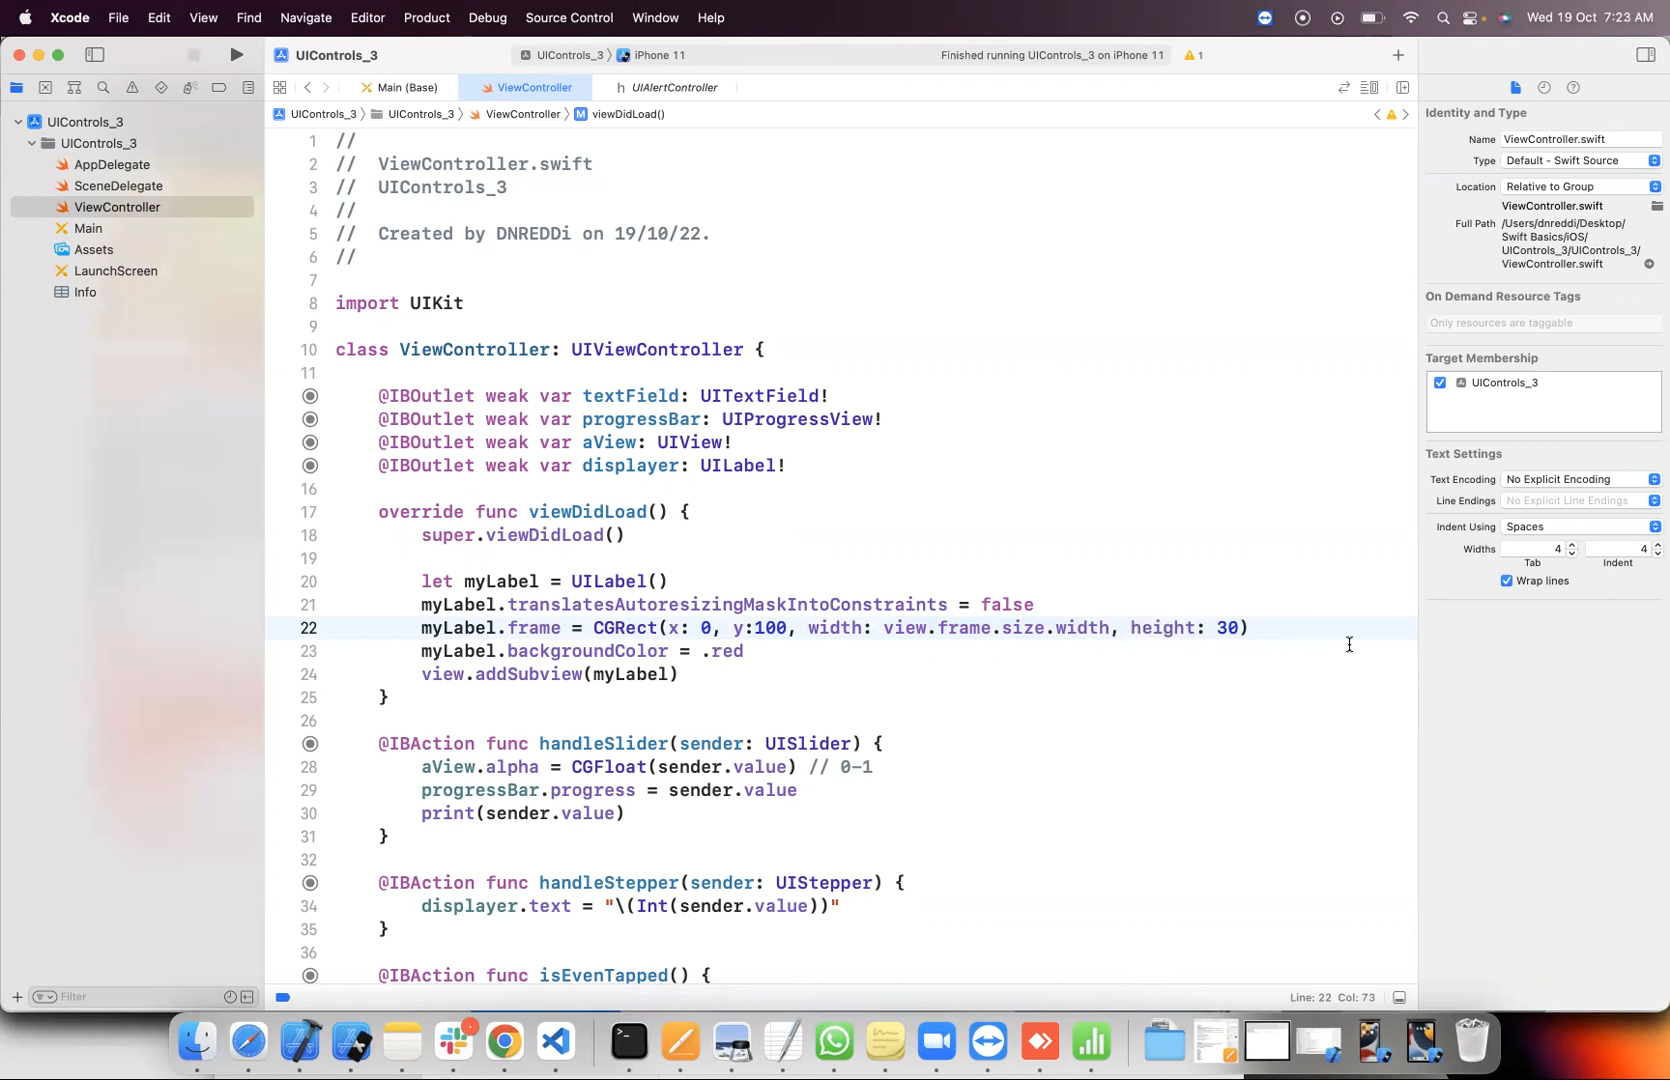 Xcode File Edit View Find Navigate Editor Product Debug Source Control Window Help Wed 19 Oct 7:23 AM
UIControls_3 UIControls_3 iPhone 11 Finished running UIControls_3 on iPhone 11 1
Main (Base) ViewController h UIAlertController
UIControls_3 UIControls_3 ViewController M viewDidLoad()
UIControls_3
UIControls_3
AppDelegate
SceneDelegate
ViewController
Main
Assets
LaunchScreen
Info
Filter
1 //
2 // ViewController.swift
3 // UIControls_3
4 //
5 // Created by DNREDDi on 19/10/22.
6 //
7
8 import UIKit
9
10 class ViewController: UIViewController {
11
@IBOutlet weak var textField: UITextField!
@IBOutlet weak var progressBar: UIProgressView!
@IBOutlet weak var aView: UIView!
@IBOutlet weak var displayer: UILabel!
16
17 override func viewDidLoad() {
18 super.viewDidLoad()
19
20 let myLabel = UILabel()
21 myLabel.translatesAutoresizingMaskIntoConstraints = false
22 myLabel.frame = CGRect(x: 0, y:100, width: view.frame.size.width, height: 30)
23 myLabel.backgroundColor = .red
24 view.addSubview(myLabel)
25 }
26
@IBAction func handleSlider(sender: UISlider) {
28 aView.alpha = CGFloat(sender.value) // 0-1
29 progressBar.progress = sender.value
30 print(sender.value)
31 }
32
@IBAction func handleStepper(sender: UIStepper) {
34 displayer.text = "\(Int(sender.value))"
35 }
36
@IBAction func isEvenTapped() {
Line: 22 Col: 73
Identity and Type
Name ViewController.swift
Type Default - Swift Source
Location Relative to Group
ViewController.swift
Full Path /Users/dnreddi/Desktop/
Swift Basics/iOS/
UIControls_3/UIControls_3/
ViewController.swift
On Demand Resource Tags
Only resources are taggable
Target Membership
UIControls_3
Text Settings
Text Encoding No Explicit Encoding
Line Endings No Explicit Line Endings
Indent Using Spaces
Widths 4 4
Tab Indent
Wrap lines